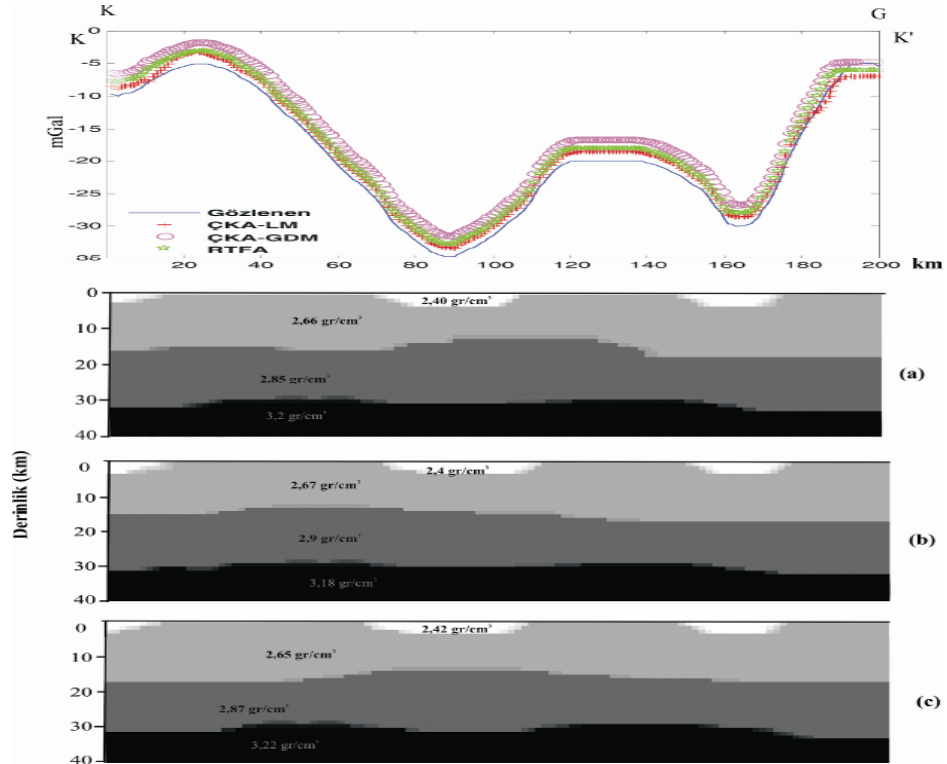 K G
0 K K'
-5
-10
mGal
-15
-20
-25
-30
35
Gözlenen
ÇKA-LM
ÇKA-GDM
RTFA
20 40 60 80 100 120 140 160 180 200 km
Derinlik (km)
0
10
20
30
40
2,40 gr/cm³
2,66 gr/cm³
2,85 gr/cm³
3,2 gr/cm³
(a)
0
10
20
30
40
2,4 gr/cm³
2,67 gr/cm³
2,9 gr/cm³
3,18 gr/cm³
(b)
0
10
20
30
40
2,42 gr/cm³
2,65 gr/cm³
2,87 gr/cm³
3,22 gr/cm³
(c)